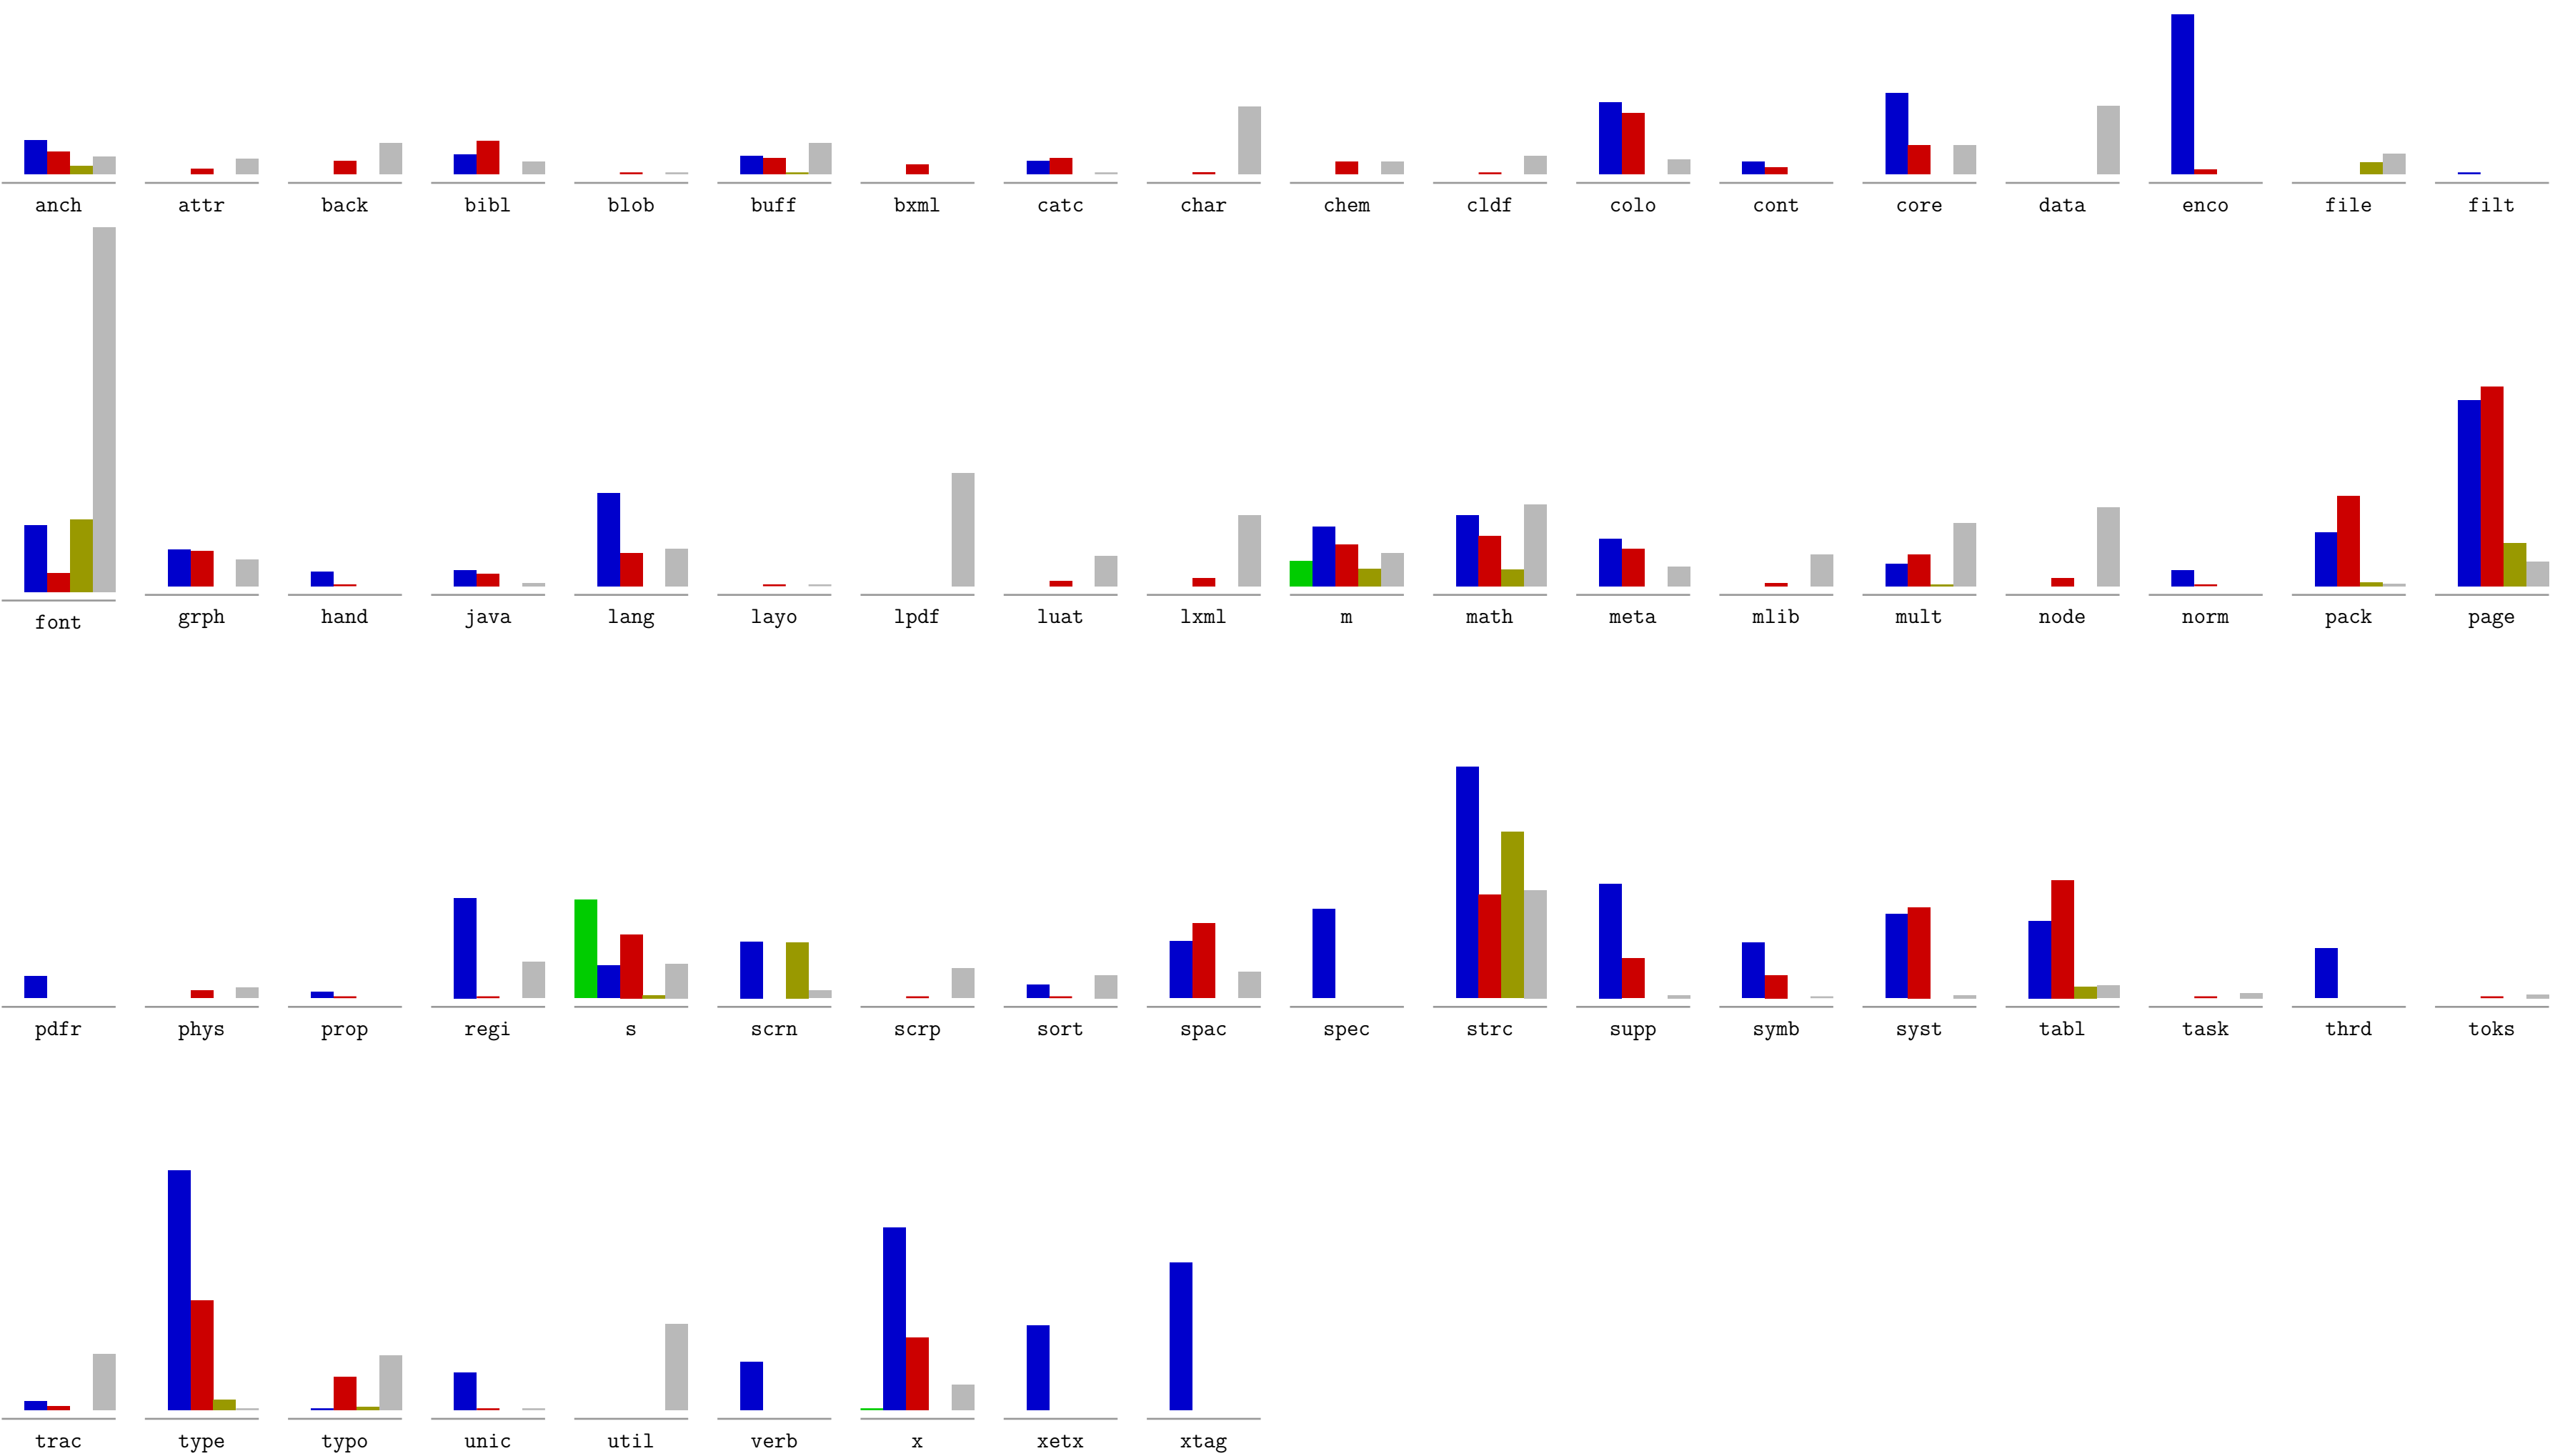 anch attr back bibl blob buff bxml catc char chem cldf colo cont core data enco file filt
font grph hand java lang layo lpdf luat lxml m math meta mlib mult node norm pack page
pdfr phys prop regi s scrn scrp sort spac spec strc supp symb syst tabl task thrd toks
trac type typo unic util verb x xetx xtag